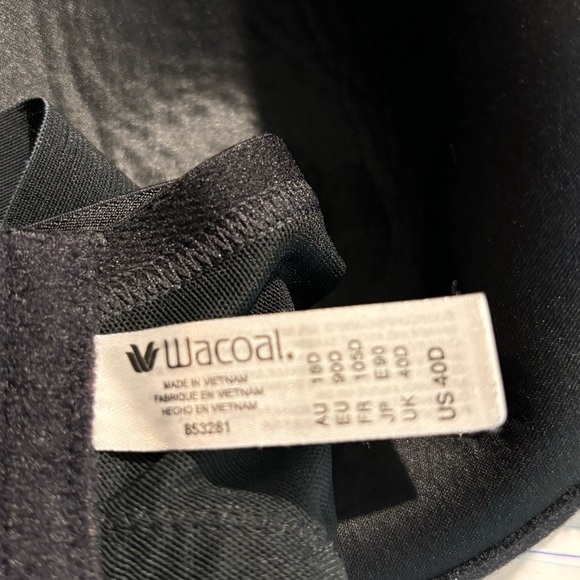 Wacoal.
MADE IN VIETNAM
FABRIQUE EN VIETNAM
HECHO EN VIETNAM
853281
AU 18D
EU 90D
FR 105D
JP E90
UK 40D
US 40D